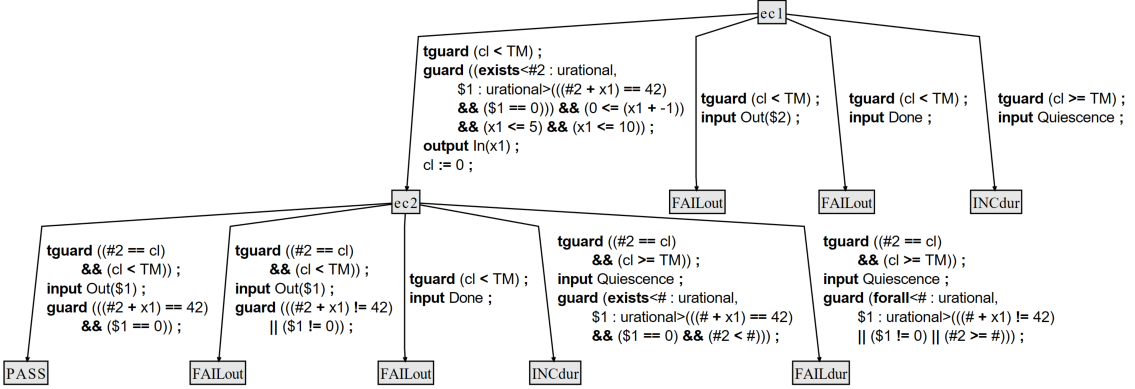 ec1
tguard (cl < TM) ;
guard ((exists<#2 : urational,
$1 : urational>(((#2 + x1) == 42)
&& ($1 == 0))) && (0 <= (x1 + -1))
&& (x1 <= 5) && (x1 <= 10)) ;
output In(x1) ;
cl := 0 ;
tguard (cl < TM) ;
input Out($2) ;
tguard (cl < TM) ;
input Done ;
tguard (cl >= TM) ;
input Quiescence ;
ec2
FAILout
FAILout
INCdur
tguard ((#2 == cl)
&& (cl < TM)) ;
input Out($1) ;
guard (((#2 + x1) == 42)
&& ($1 == 0)) ;
tguard ((#2 == cl)
&& (cl < TM)) ;
input Out($1) ;
guard (((#2 + x1) != 42)
|| ($1 != 0)) ;
tguard (cl < TM) ;
input Done ;
tguard ((#2 == cl)
&& (cl >= TM)) ;
input Quiescence ;
guard (exists<# : urational,
$1 : urational>(((# + x1) == 42)
&& ($1 == 0) && (#2 < #))) ;
tguard ((#2 == cl)
&& (cl >= TM)) ;
input Quiescence ;
guard (forall<# : urational,
$1 : urational>(((# + x1) != 42)
|| ($1 != 0) || (#2 >= #))) ;
PASS
FAILout
FAILout
INCdur
FAILdur